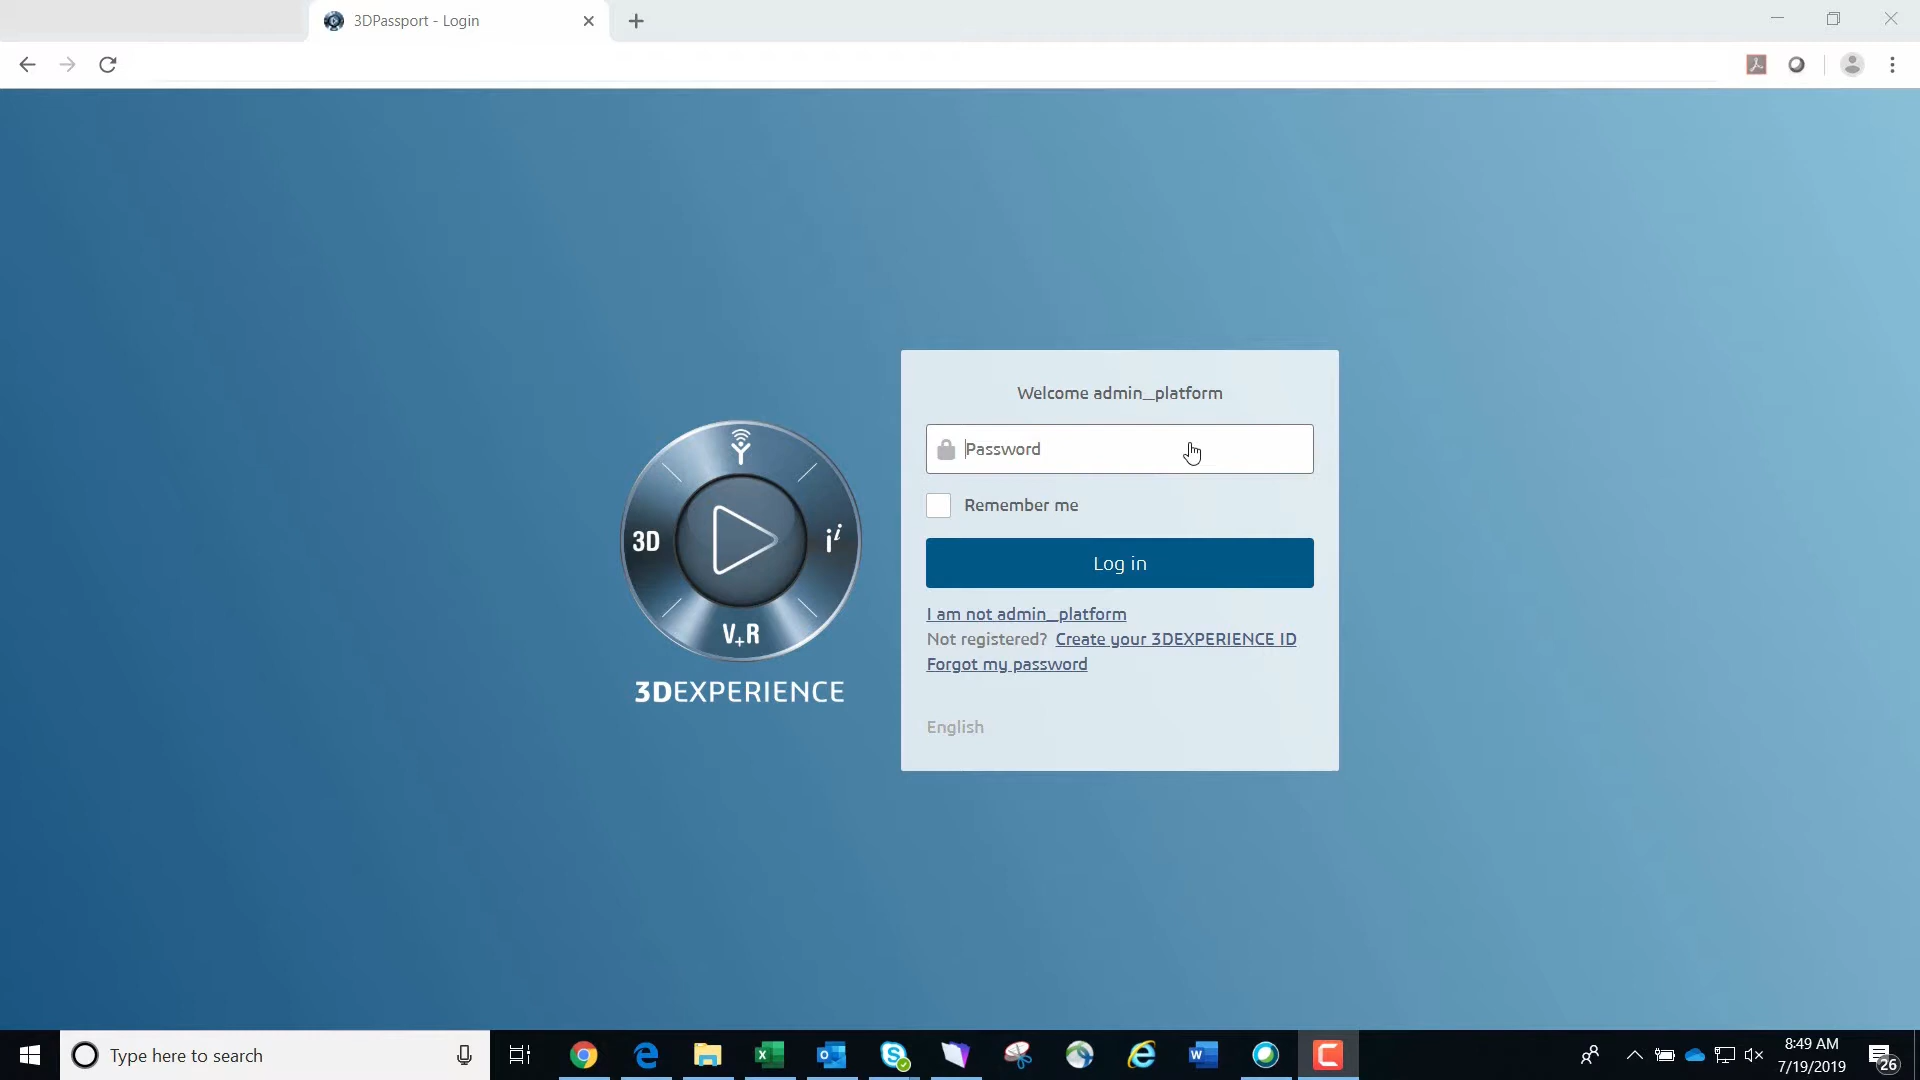 3DPassport - Login
Welcome admin_platform
Password
Remember me
Log in
I am not admin_platform
Not registered? Create your 3DEXPERIENCE ID
Forgot my password
English
3D
i i
V+R
3DEXPERIENCE
Type here to search
8:49 AM
7/19/2019
26